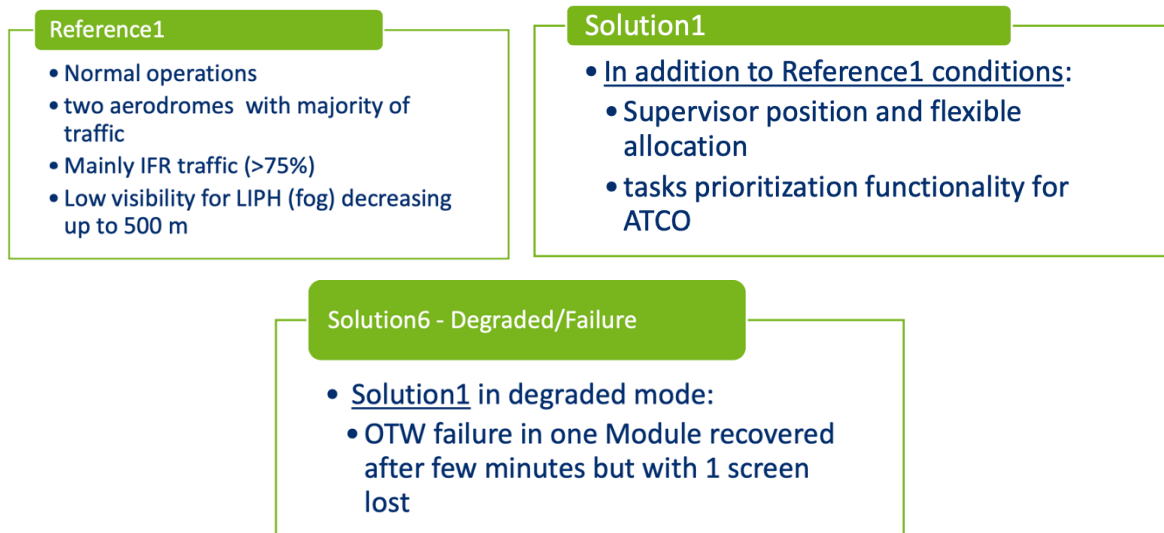 Reference1
• Normal operations
• two aerodromes with majority of
traffic
• Mainly IFR traffic (>75%)
• Low visibility for LIPH (fog) decreasing
up to 500 m
Solution1
• In addition to Reference1 conditions:
• Supervisor position and flexible
allocation
• tasks prioritization functionality for
ATCO
Solution6 - Degraded/Failure
• Solution1 in degraded mode:
• OTW failure in one Module recovered
after few minutes but with 1 screen
lost